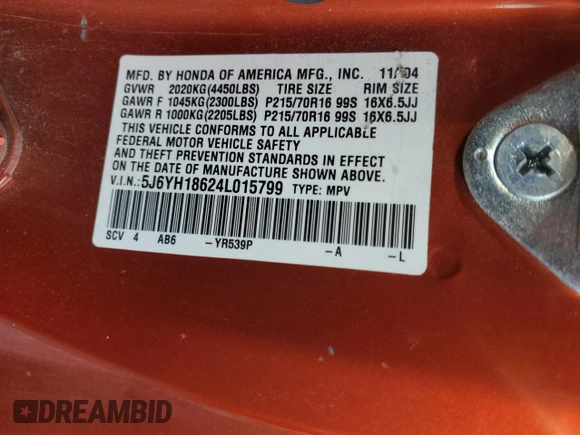 MFD. BY HONDA OF AMERICA MFG., INC. 11/04
GVWR 2020KG(4450LBS) TIRE SIZE RIM SIZE
GAWR F 1045KG(2300LBS) P215/70R16 99S 16X6.5JJ
GAWR R 1000KG(2205LBS) P215/70R16 99S 16X6.5JJ
THIS VEHICLE CONFORMS TO ALL APPLICABLE
FEDERAL MOTOR VEHICLE SAFETY
AND THEFT PREVENTION STANDARDS IN EFFECT
ON THE DATE OF MANUFACTURE SHOWN ABOVE.
V.I.N.:5J6YH18624L015799 TYPE: MPV
SCV 4 AB6 -YR539P -A -L
DREAMBID